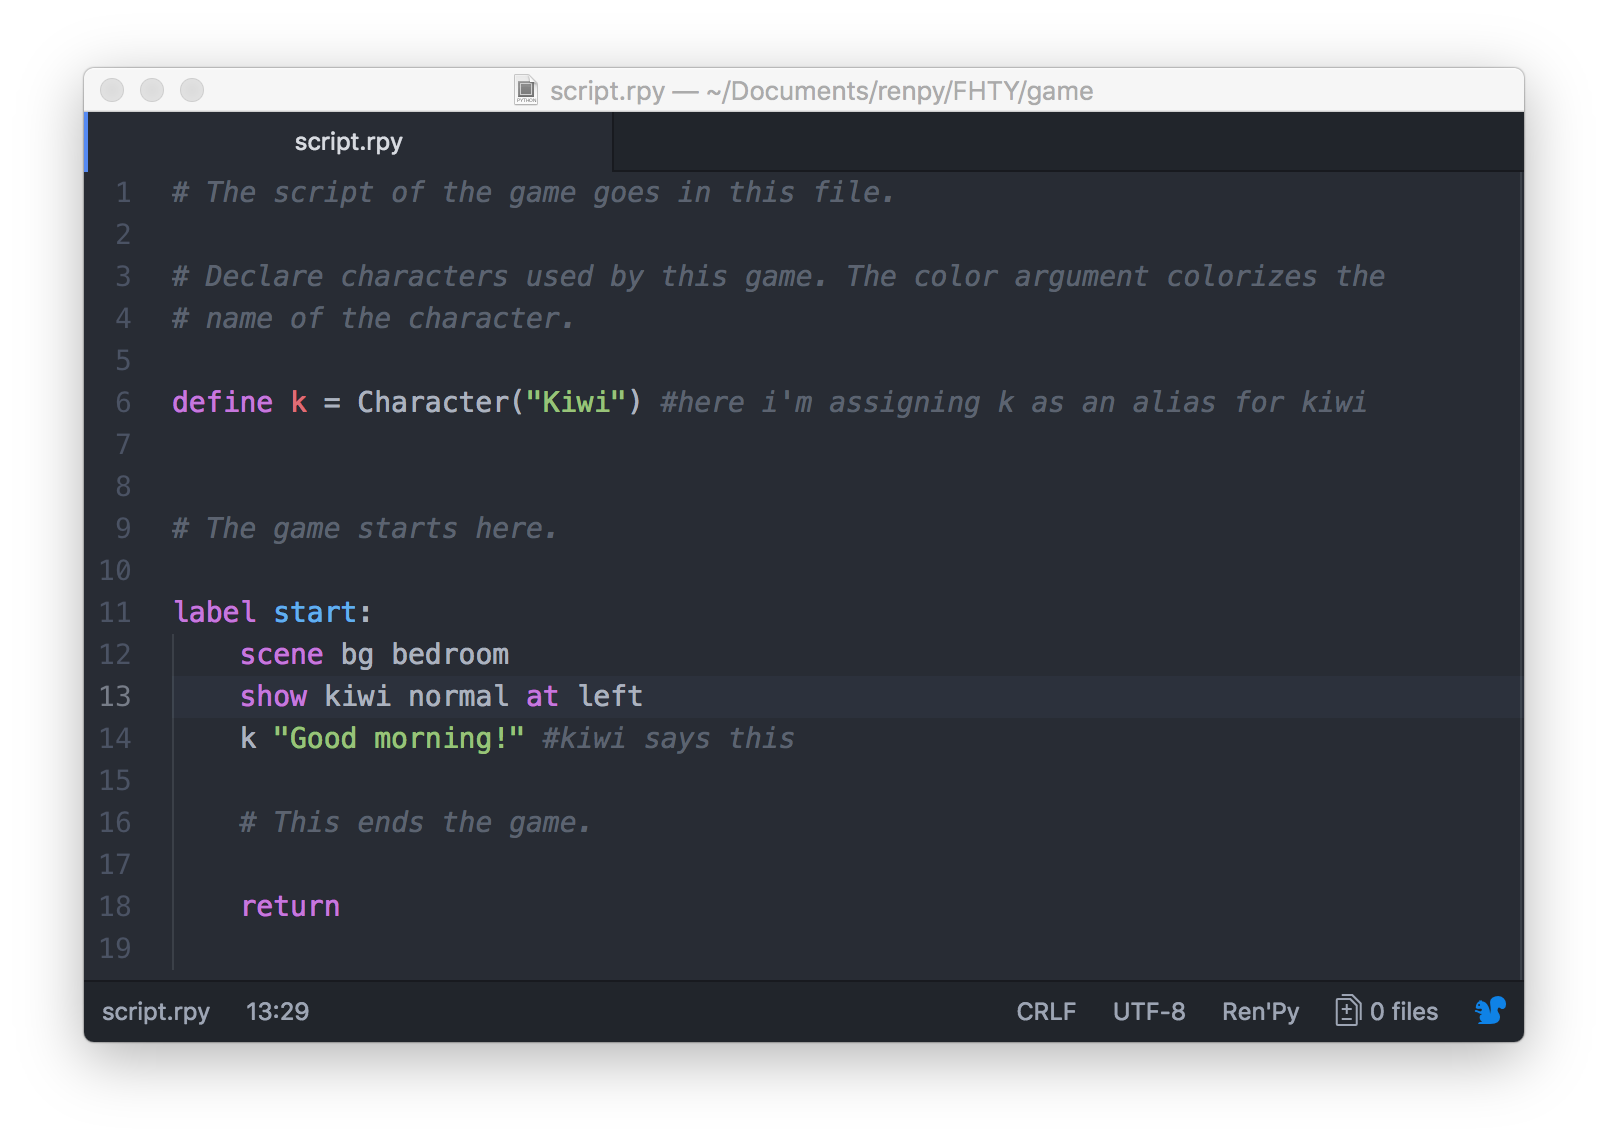 script.rpy — ~/Documents/renpy/FHTY/game
script.rpy
1 # The script of the game goes in this file.
2
3 # Declare characters used by this game. The color argument colorizes the
4 # name of the character.
5
6 define k = Character("Kiwi") #here i'm assigning k as an alias for kiwi
7
8
9 # The game starts here.
10
11 label start:
12     scene bg bedroom
13     show kiwi normal at left
14     k "Good morning!" #kiwi says this
15
16     # This ends the game.
17
18     return
19
script.rpy 13:29 CRLF UTF-8 Ren'Py 0 files